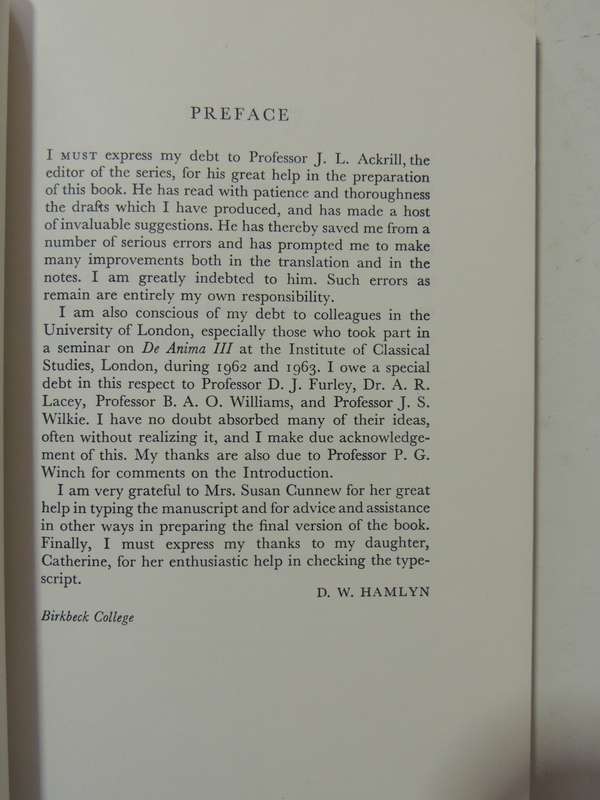 PREFACE
I MUST express my debt to Professor J. L. Ackrill, the
editor of the series, for his great help in the preparation
of this book. He has read with patience and thoroughness
the drafts which I have produced, and has made a host
of invaluable suggestions. He has thereby saved me from a
number of serious errors and has prompted me to make
many improvements both in the translation and in the
notes. I am greatly indebted to him. Such errors as
remain are entirely my own responsibility.
I am also conscious of my debt to colleagues in the
University of London, especially those who took part in
a seminar on De Anima III at the Institute of Classical
Studies, London, during 1962 and 1963. I owe a special
debt in this respect to Professor D. J. Furley, Dr. A. R.
Lacey, Professor B. A. O. Williams, and Professor J. S.
Wilkie. I have no doubt absorbed many of their ideas,
often without realizing it, and I make due acknowledge-
ment of this. My thanks are also due to Professor P. G.
Winch for comments on the Introduction.
I am very grateful to Mrs. Susan Cunnew for her great
help in typing the manuscript and for advice and assistance
in other ways in preparing the final version of the book.
Finally, I must express my thanks to my daughter,
Catherine, for her enthusiastic help in checking the type-
script.
D. W. HAMLYN
Birkbeck College